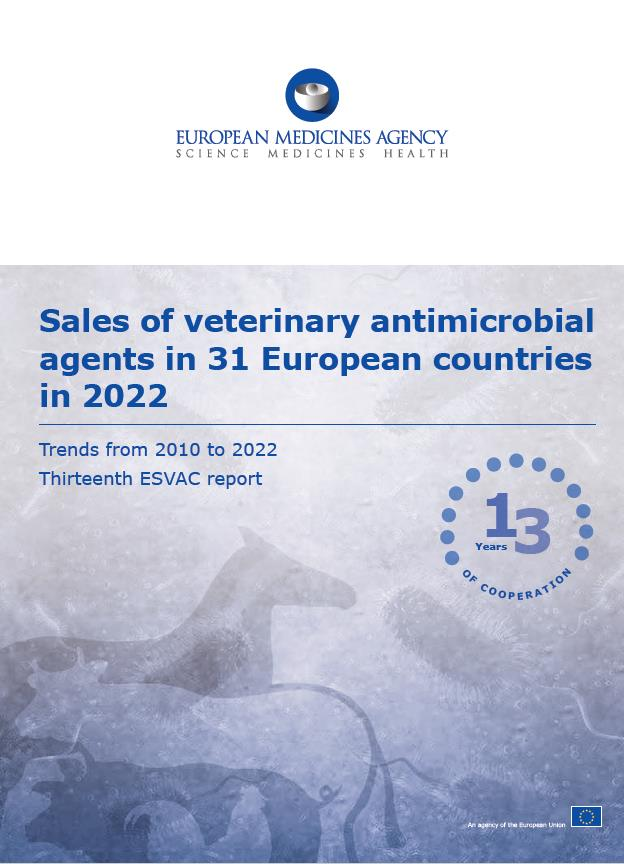 EUROPEAN MEDICINES AGENCY
SCIENCE MEDICINES HEALTH
Sales of veterinary antimicrobial
agents in 31 European countries
in 2022
Trends from 2010 to 2022
Thirteenth ESVAC report
13
Years
OF COOPERATION
An agency of the European Union